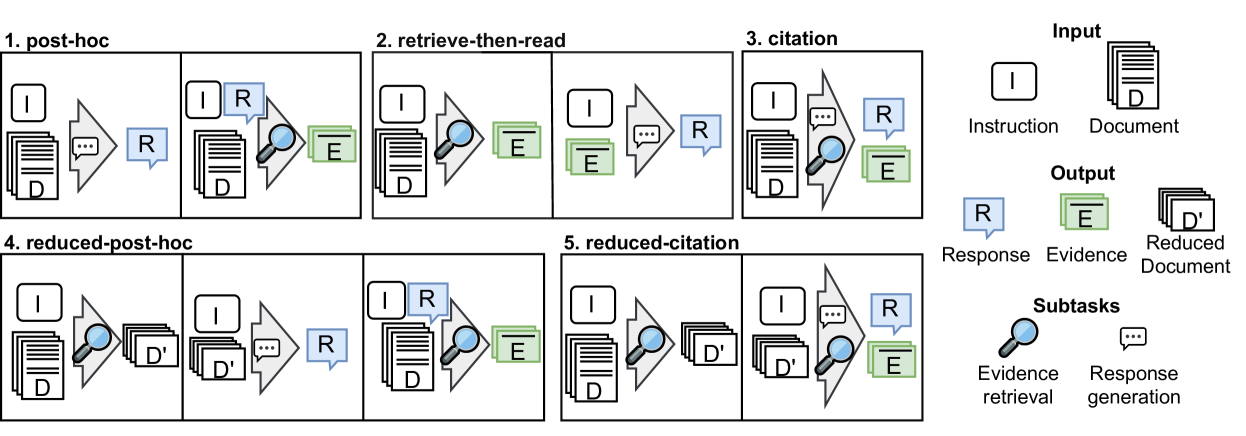 1. post-hoc
I
D
R
I
R
D
E
2. retrieve-then-read
I
D
E
I
E
R
3. citation
I
D
R
E
4. reduced-post-hoc
I
D
D'
I
D'
R
I
R
D
E
5. reduced-citation
I
D
D'
I
D'
R
E
Input
I
D
Instruction
Document
Output
R
E
D'
Response
Evidence
Reduced
Document
Subtasks
Evidence
retrieval
Response
generation